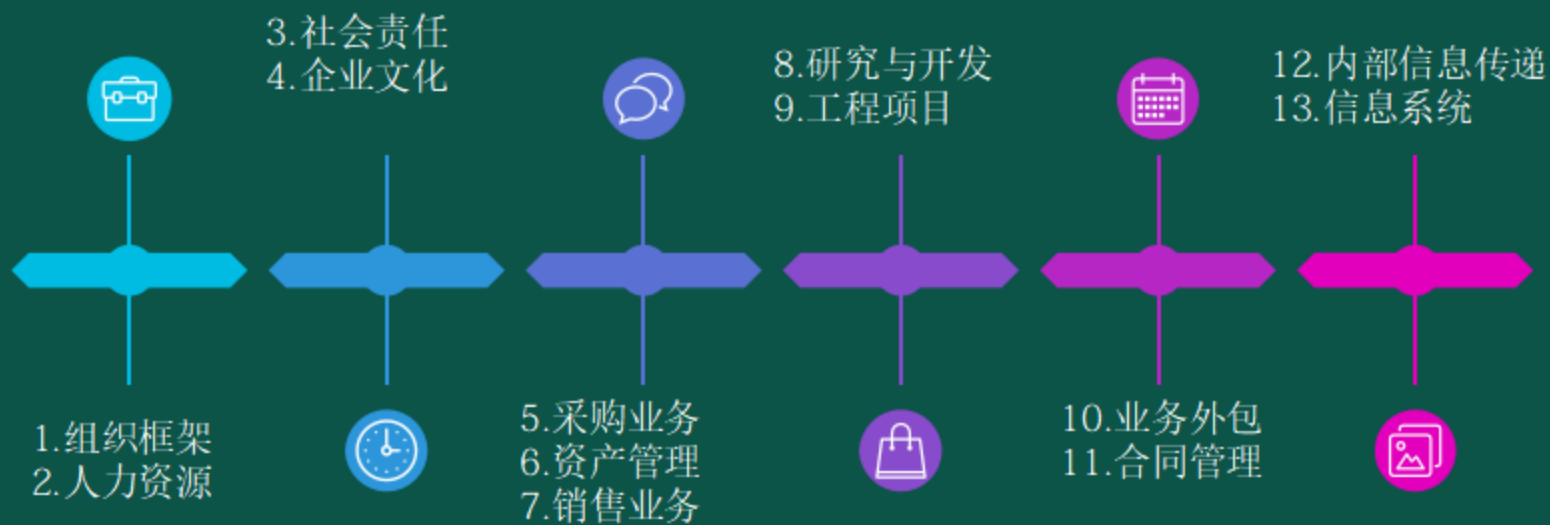 1.组织框架
2.人力资源
3.社会责任
4.企业文化
5.采购业务
6.资产管理
7.销售业务
8.研究与开发
9.工程项目
10.业务外包
11.合同管理
12.内部信息传递
13.信息系统